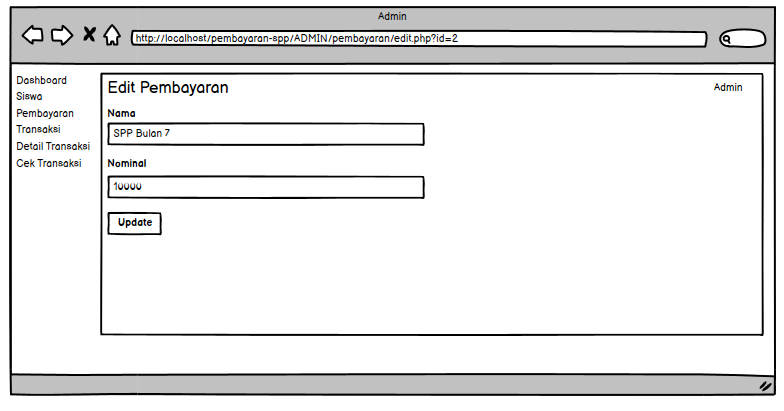 Admin
http://localhost/pembayaran-spp/ADMIN/pembayaran/edit.php?id=2
Dashboard
Siswa
Pembayaran
Transaksi
Detail Transaksi
Cek Transaksi
Edit Pembayaran
Admin
Nama
SPP Bulan 7
Nominal
10000
Update